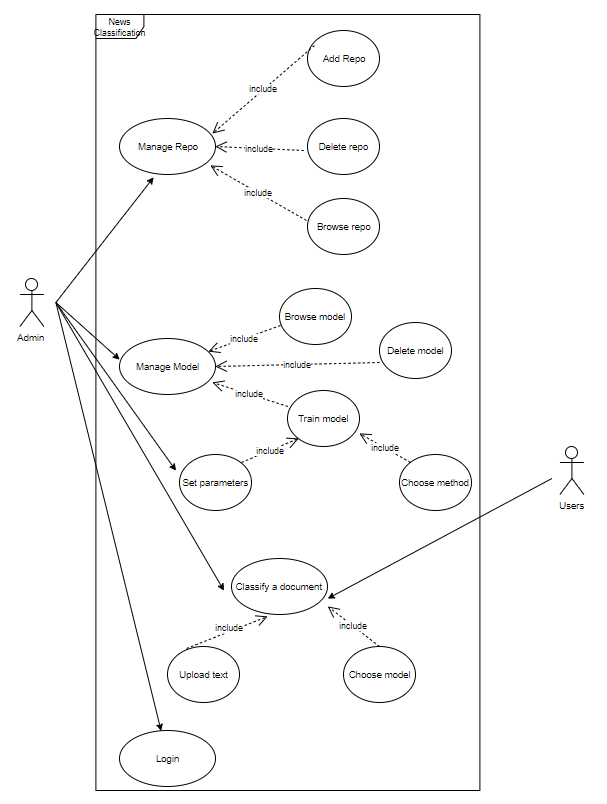 News
Classification
Add Repo
include
Manage Repo
include
Delete repo
include
Browse repo
Admin
Browse model
include
Delete model
Manage Model
include
include
Train model
include
include
Set parameters
Choose method
Users
Classify a document
include
include
Upload text
Choose model
Login